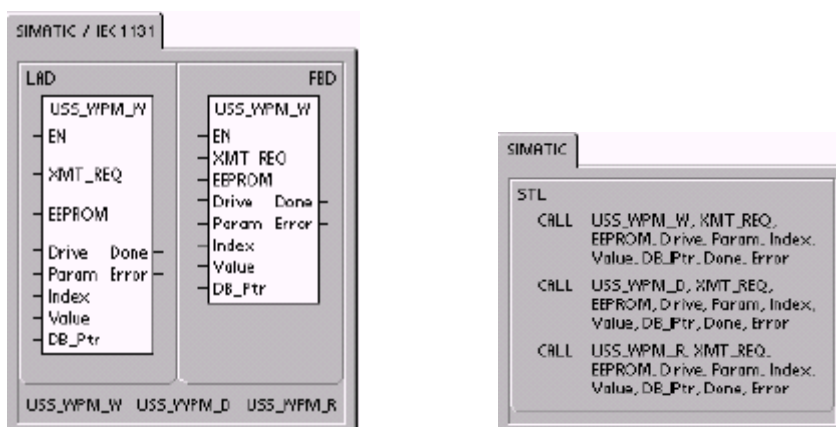 SIMATIC / IEC 1131
LAD
USS_WPM_W
EN
XMT_REQ
EEPROM
Drive Done
Param Error
Index
Value
DB_Ptr
FBD
USS_WPM_W
EN
XMT_REQ
EEPROM
Drive Done
Param Error
Index
Value
DB_Ptr
USS_WPM_W USS_WPM_D USS_WPM_R
SIMATIC
STL
CALL USS_WPM_W, XMT_REQ,
EEPROM, Drive, Param, Index,
Value, DB_Ptr, Done, Error
CALL USS_WPM_D, XMT_REQ,
EEPROM, Drive, Param, Index,
Value, DB_Ptr, Done, Error
CALL USS_WPM_R, XMT_REQ,
EEPROM, Drive, Param, Index,
Value, DB_Ptr, Done, Error